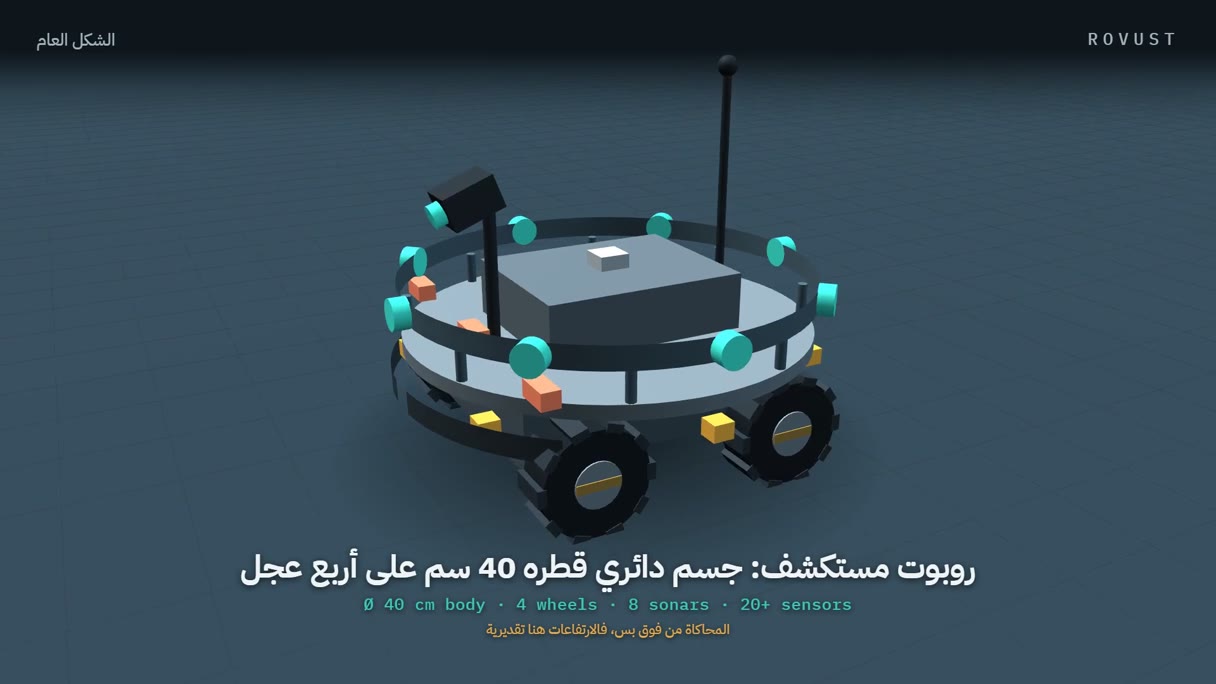 الشكل العام
ROVUST
روبوت مستكشف: جسم دائري قطره 40 سم على أربع عجل
Ø 40 cm body · 4 wheels · 8 sonars · 20+ sensors
المحاكاة من فوق بس، فالارتفاعات هنا تقديرية